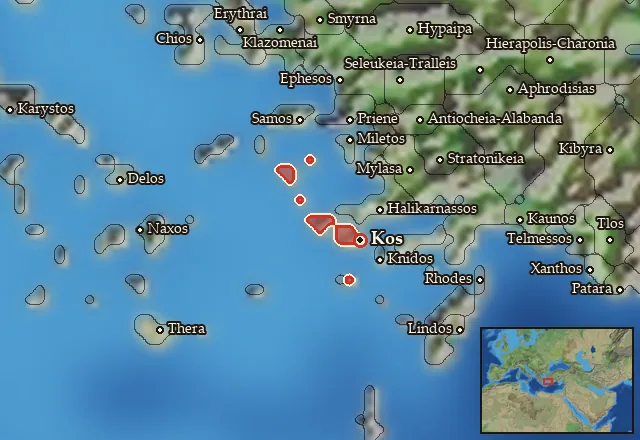 Erythrai
Smyrna
Hypaipa
Chios
Klazomenai
Hierapolis-Charonia
Seleukeia-Tralleis
Ephesos
Aphrodisias
Karystos
Samos
Priene
Antiocheia-Alabanda
Miletos
Kibyra
Stratonikeia
Mylasa
Delos
Halikarnassos
Kaunos
Tlos
Naxos
Kos
Telmessos
Knidos
Xanthos
Rhodes
Patara
Thera
Lindos